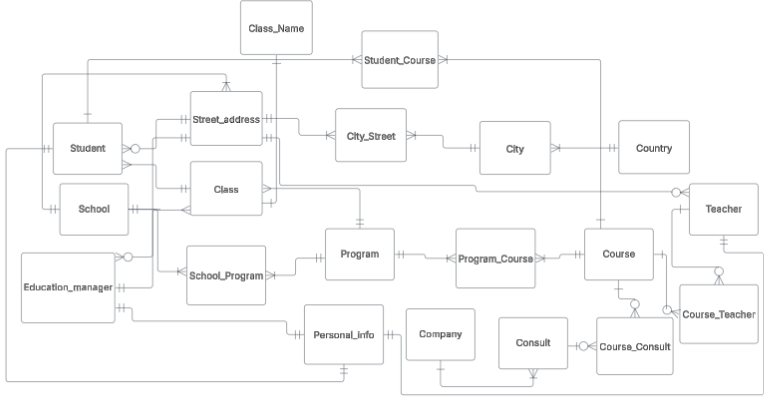 Class_Name
Student_Course
Street_address
Student
City_Street
City
Country
Class
School
Teacher
Program
Program_Course
Course
School_Program
Education_manager
Course_Teacher
Personal_info
Company
Consult
Course_Consult